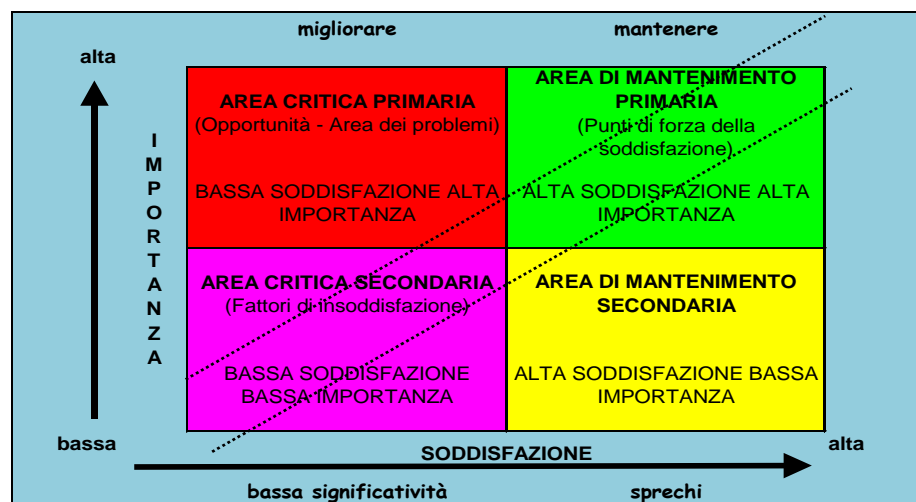 migliorare
mantenere
alta
AREA CRITICA PRIMARIA
(Opportunità - Area dei problemi)
BASSA SODDISFAZIONE ALTA
IMPORTANZA
AREA DI MANTENIMENTO
PRIMARIA
(Punti di forza della
soddisfazione)
ALTA SODDISFAZIONE ALTA
IMPORTANZA
I
M
P
O
R
T
A
N
Z
A
AREA CRITICA SECONDARIA
(Fattori di insoddisfazione)
BASSA SODDISFAZIONE
BASSA IMPORTANZA
AREA DI MANTENIMENTO
SECONDARIA
ALTA SODDISFAZIONE BASSA
IMPORTANZA
bassa
SODDISFAZIONE
alta
bassa significatività
sprechi